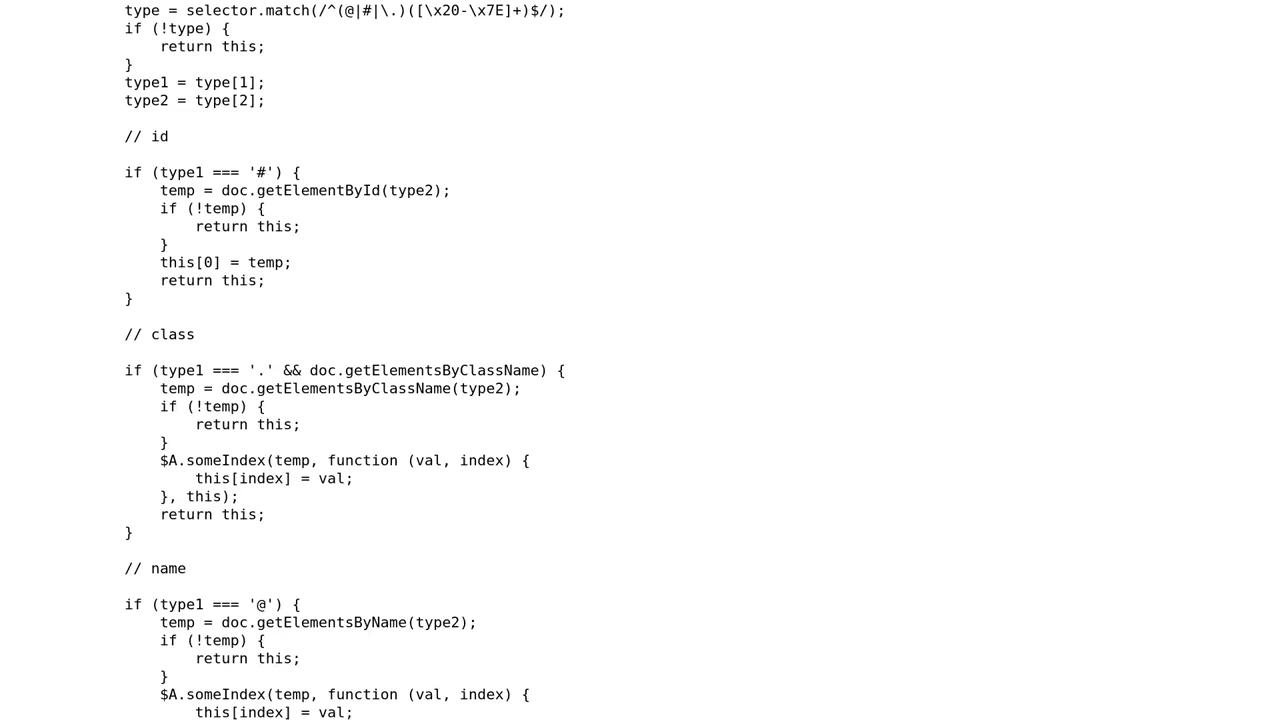 type = selector.match(/^(@|#|\.)([\x20-\x7E]+)$/);
if (!type) {
    return this;
}
type1 = type[1];
type2 = type[2];

// id

if (type1 === '#') {
    temp = doc.getElementById(type2);
    if (!temp) {
        return this;
    }
    this[0] = temp;
    return this;
}

// class

if (type1 === '.' && doc.getElementsByClassName) {
    temp = doc.getElementsByClassName(type2);
    if (!temp) {
        return this;
    }
    $A.someIndex(temp, function (val, index) {
        this[index] = val;
    }, this);
    return this;
}

// name

if (type1 === '@') {
    temp = doc.getElementsByName(type2);
    if (!temp) {
        return this;
    }
    $A.someIndex(temp, function (val, index) {
        this[index] = val;